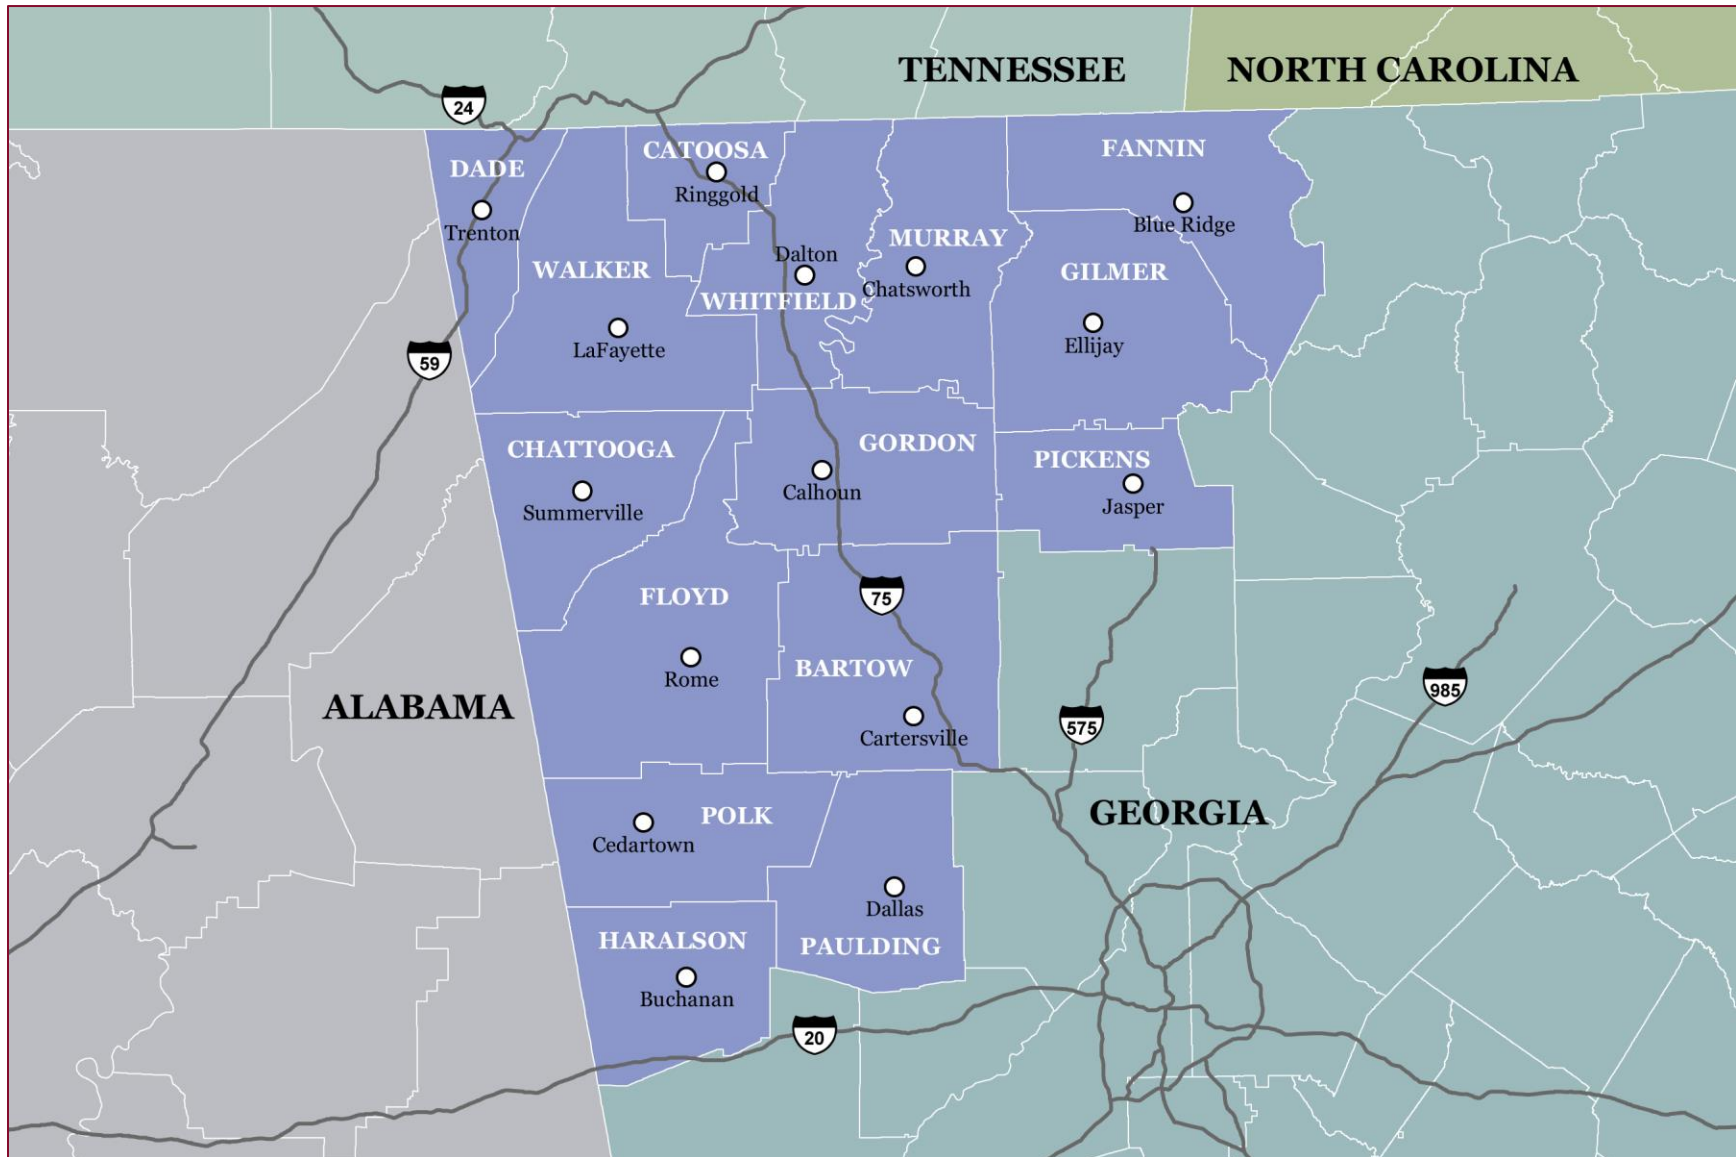 TENNESSEE
NORTH CAROLINA
24
DADE
Trenton
CATOOSA
Ringgold
FANNIN
Blue Ridge
WALKER
LaFayette
Dalton
WHITFIELD
MURRAY
Chatsworth
GILMER
Ellijay
59
CHATTOOGA
Summerville
GORDON
Calhoun
PICKENS
Jasper
FLOYD
Rome
75
BARTOW
Cartersville
ALABAMA
575
985
POLK
Cedartown
GEORGIA
Dallas
PAULDING
HARALSON
Buchanan
20